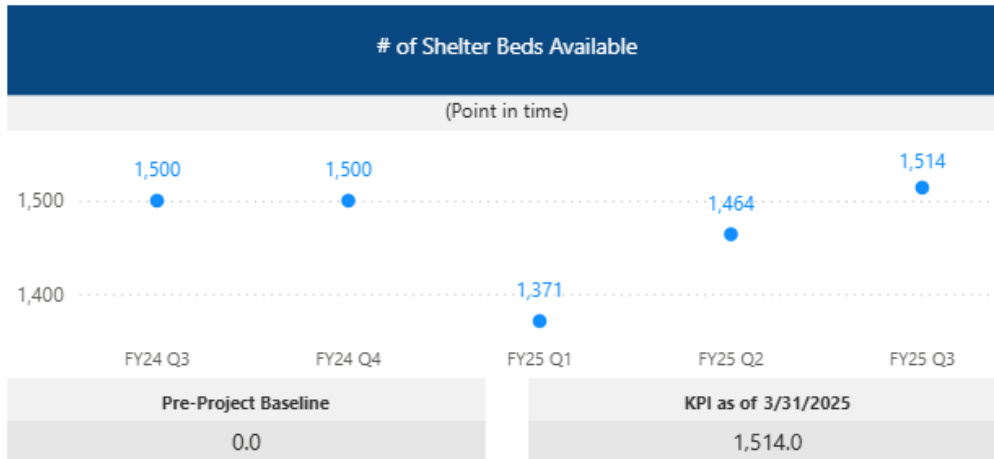 # of Shelter Beds Available
(Point in time)
1,500 1,500 1,514
1,500
1,464
1,400
1,371
FY24 Q3 FY24 Q4 FY25 Q1 FY25 Q2 FY25 Q3
Pre-Project Baseline
0.0
KPI as of 3/31/2025
1,514.0